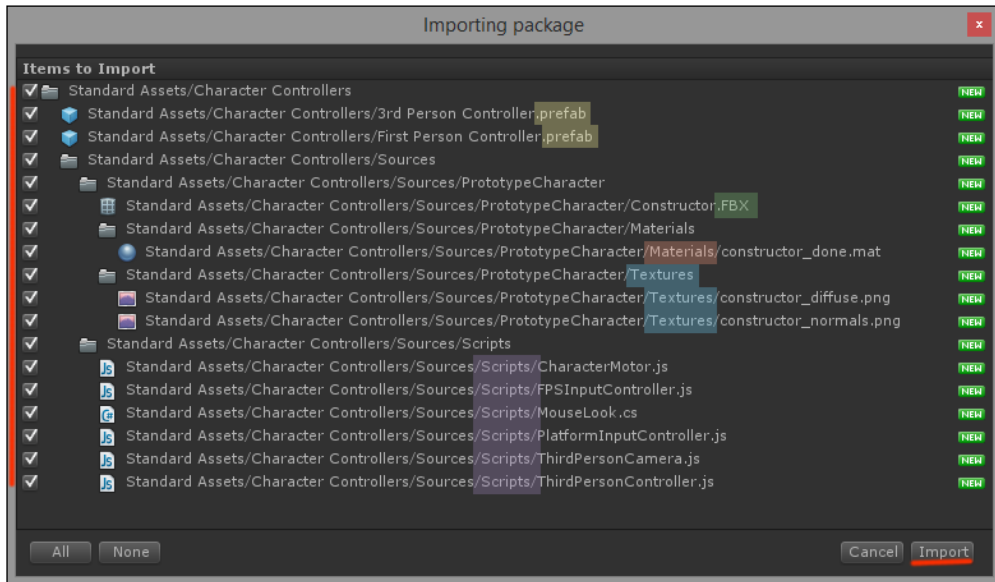 Importing package
x
Items to Import
Standard Assets/Character Controllers NEW
Standard Assets/Character Controllers/3rd Person Controller.prefab NEW
Standard Assets/Character Controllers/First Person Controller.prefab NEW
Standard Assets/Character Controllers/Sources NEW
Standard Assets/Character Controllers/Sources/PrototypeCharacter NEW
Standard Assets/Character Controllers/Sources/PrototypeCharacter/Constructor.FBX NEW
Standard Assets/Character Controllers/Sources/PrototypeCharacter/Materials NEW
Standard Assets/Character Controllers/Sources/PrototypeCharacter/Materials/constructor_done.mat NEW
Standard Assets/Character Controllers/Sources/PrototypeCharacter/Textures NEW
Standard Assets/Character Controllers/Sources/PrototypeCharacter/Textures/constructor_diffuse.png NEW
Standard Assets/Character Controllers/Sources/PrototypeCharacter/Textures/constructor_normals.png NEW
Standard Assets/Character Controllers/Sources/Scripts NEW
Js Standard Assets/Character Controllers/Sources/Scripts/CharacterMotor.js NEW
Js Standard Assets/Character Controllers/Sources/Scripts/FPSInputController.js NEW
C# Standard Assets/Character Controllers/Sources/Scripts/MouseLook.cs NEW
Js Standard Assets/Character Controllers/Sources/Scripts/PlatformInputController.js NEW
Js Standard Assets/Character Controllers/Sources/Scripts/ThirdPersonCamera.js NEW
Js Standard Assets/Character Controllers/Sources/Scripts/ThirdPersonController.js NEW
All None Cancel Import